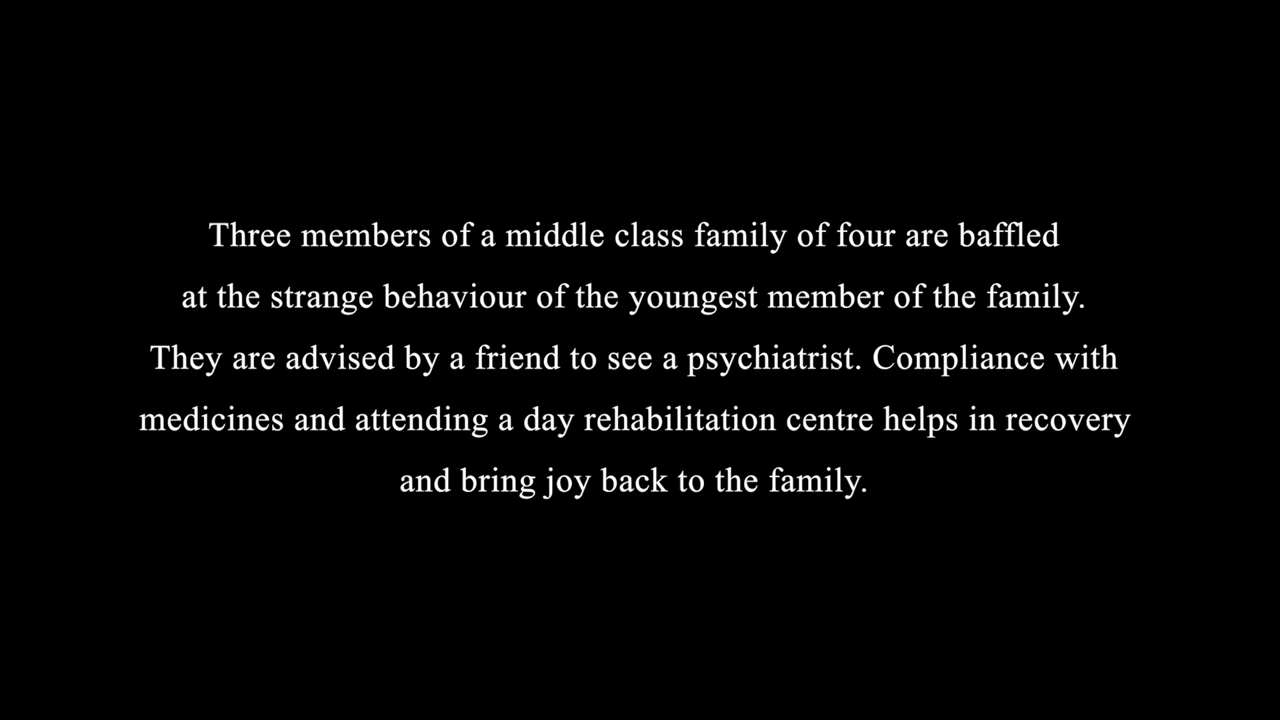 Three members of a middle class family of four are baffled
at the strange behaviour of the youngest member of the family.
They are advised by a friend to see a psychiatrist. Compliance with
medicines and attending a day rehabilitation centre helps in recovery
and bring joy back to the family.